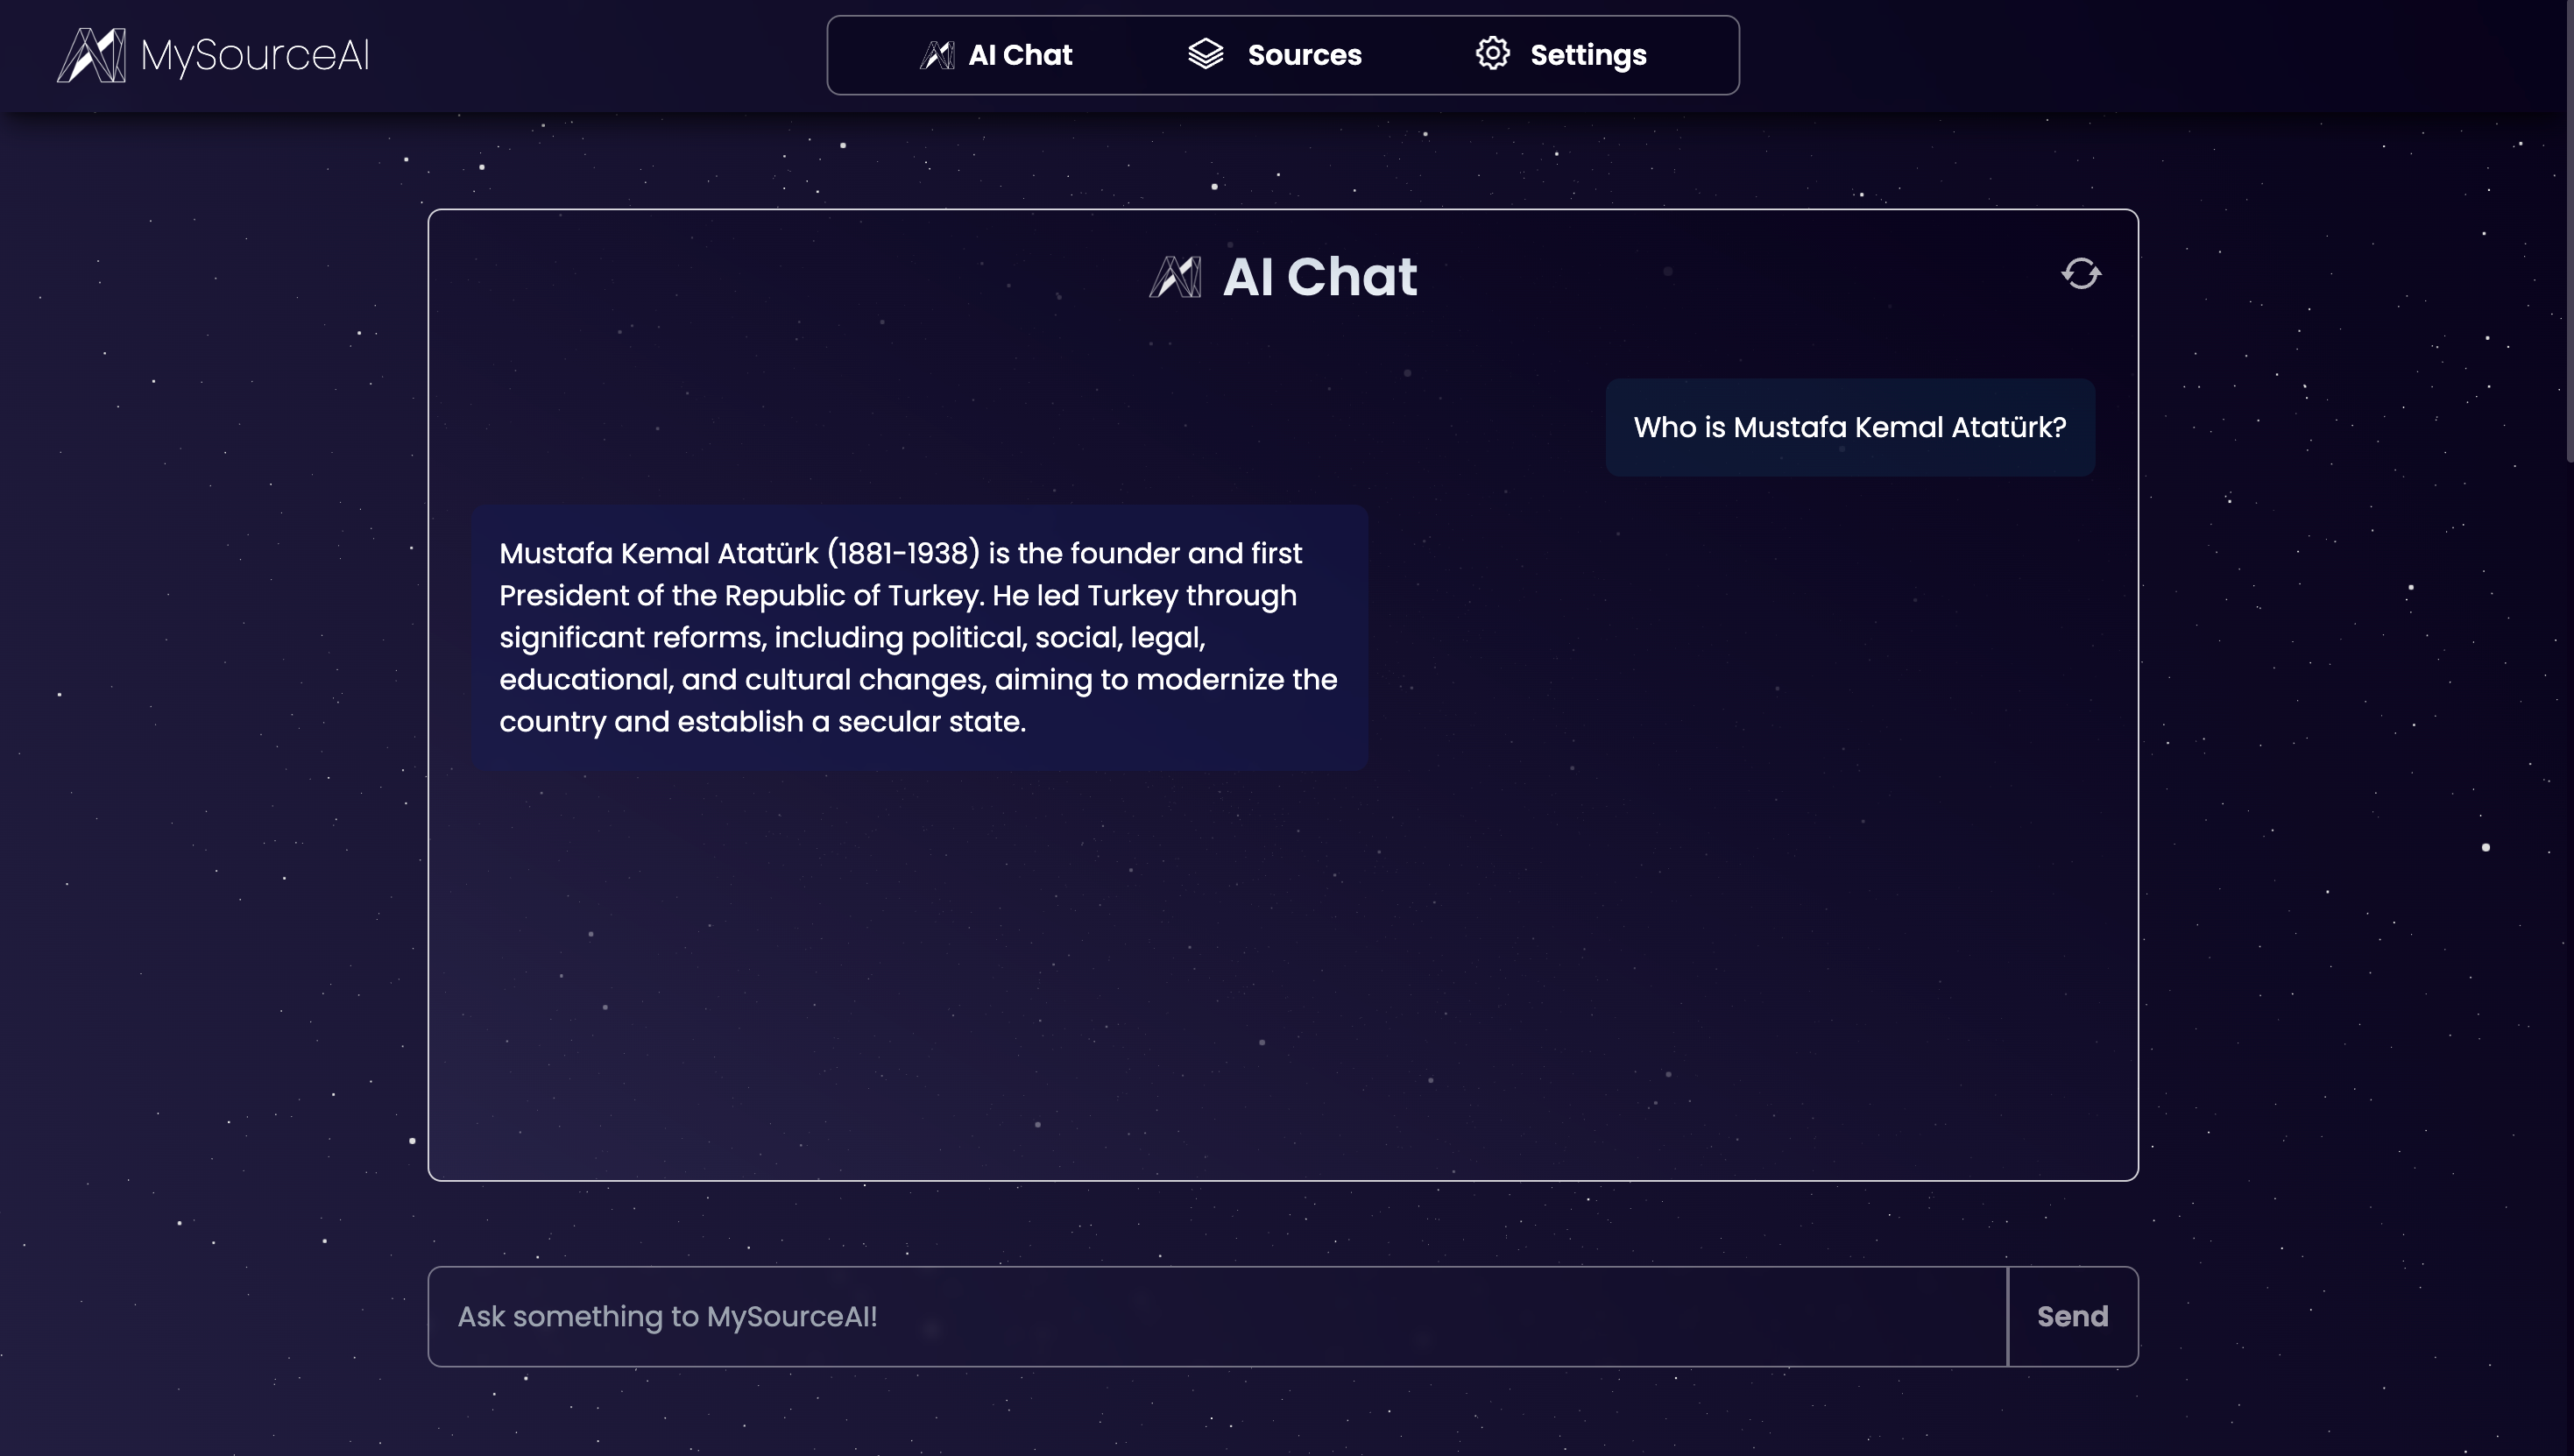 MySourceAI
AI Chat
Sources
Settings
AI Chat
Who is Mustafa Kemal Atatürk?
Mustafa Kemal Atatürk (1881-1938) is the founder and first
President of the Republic of Turkey. He led Turkey through
significant reforms, including political, social, legal,
educational, and cultural changes, aiming to modernize the
country and establish a secular state.
Ask something to MySourceAI!
Send